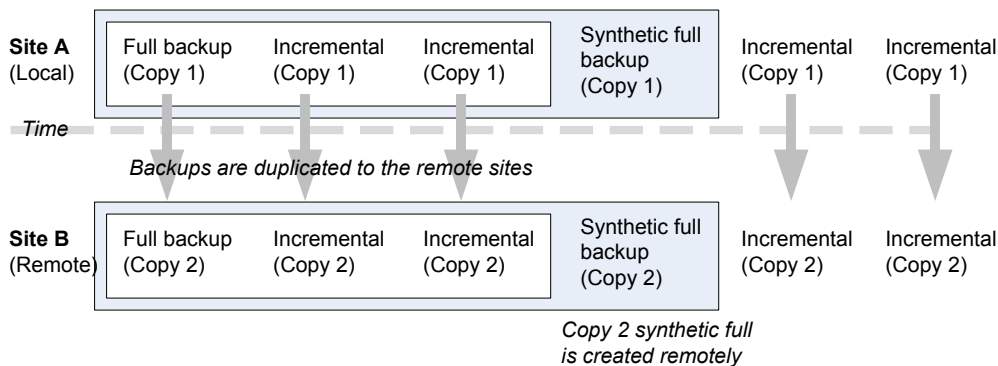 Site A
(Local)
Full backup
(Copy 1)
Incremental
(Copy 1)
Incremental
(Copy 1)
Synthetic full
backup
(Copy 1)
Incremental
(Copy 1)
Incremental
(Copy 1)
Time
Backups are duplicated to the remote sites
Site B
(Remote)
Full backup
(Copy 2)
Incremental
(Copy 2)
Incremental
(Copy 2)
Synthetic full
backup
(Copy 2)
Incremental
(Copy 2)
Incremental
(Copy 2)
Copy 2 synthetic full
is created remotely